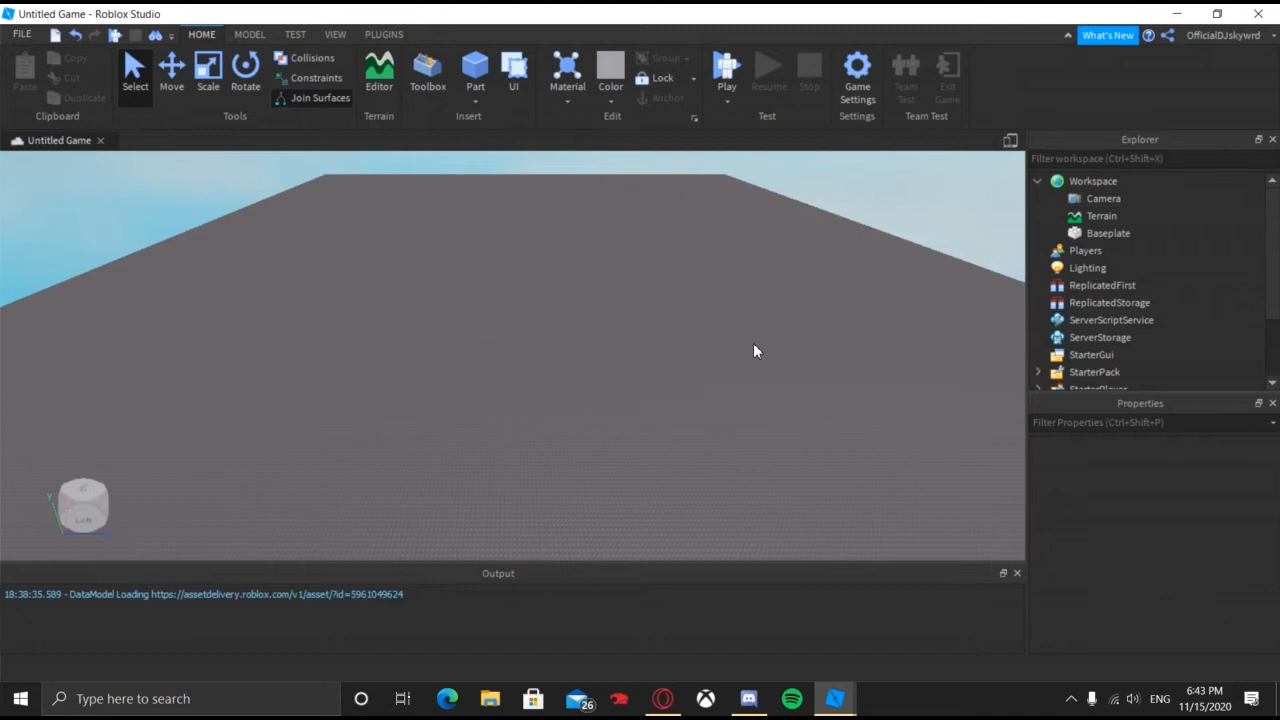 Untitled Game - Roblox Studio
FILE HOME MODEL TEST VIEW PLUGINS What's New OfficialDJskywrd
Paste Copy Cut Duplicate
Select Move Scale Rotate
Collisions
Constraints
Join Surfaces
Editor Toolbox Part UI
Material Color Group Lock Anchor
Play Resume Stop
Game Settings Team Test Exit Game
Clipboard Tools Terrain Insert Edit Test Settings Team Test
Untitled Game
Explorer
Filter workspace (Ctrl+Shift+X)
Workspace
Camera
Terrain
Baseplate
Players
Lighting
ReplicatedFirst
ReplicatedStorage
ServerScriptService
ServerStorage
StarterGui
StarterPack
StarterPlayer
Properties
Filter Properties (Ctrl+Shift+P)
Left
Output
18:38:35.589 - DataModel Loading https://assetdelivery.roblox.com/v1/asset/?id=5961049624
Type here to search
26
ENG
6:43 PM
11/15/2020